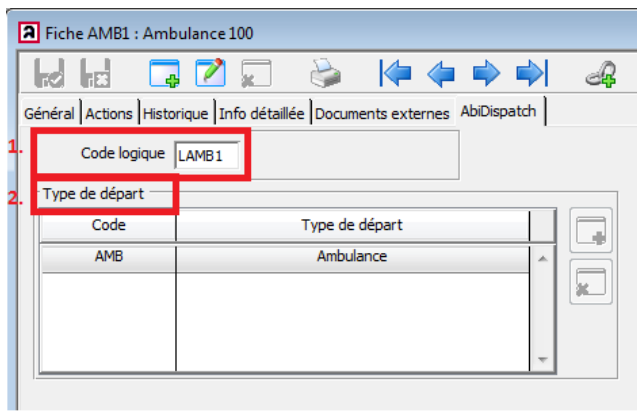 a Fiche AMB1 : Ambulance 100
Général Actions Historique Info détaillée Documents externes AbiDispatch
1. Code logique LAMB1
2. Type de départ
Code Type de départ
AMB Ambulance